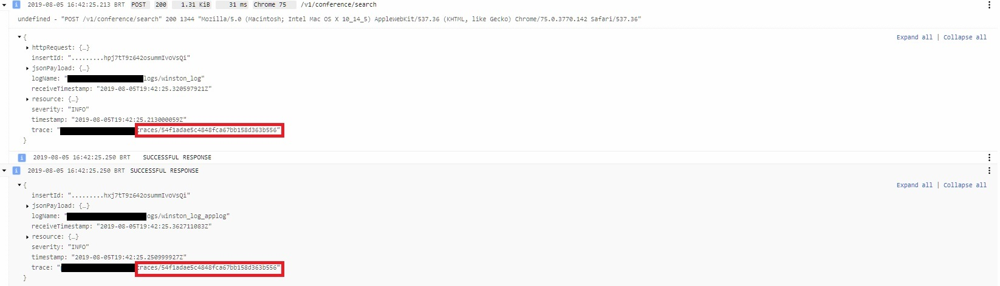 2019-08-05 16:42:25.213 BRT POST 200 1.31 KiB 31 ms Chrome 75 /v1/conference/search
undefined - "POST /v1/conference/search" 200 1344 "Mozilla/5.0 (Macintosh; Intel Mac OS X 10_14_5) AppleWebKit/537.36 (KHTML, like Gecko) Chrome/75.0.3770.142 Safari/537.36"
{ Expand all | Collapse all
httpRequest: {…}
insertId: ".........hpj7tT9z642osummIvoVsQi"
jsonPayload: {…}
logName: " logs/winston_log"
receiveTimestamp: "2019-08-05T19:42:25.320597921Z"
resource: {…}
severity: "INFO"
timestamp: "2019-08-05T19:42:25.213000059Z"
trace: " traces/54f1adae5c4848fca67bb158d363b556"
}
2019-08-05 16:42:25.250 BRT SUCCESSFUL RESPONSE
2019-08-05 16:42:25.250 BRT SUCCESSFUL RESPONSE
{ Expand all | Collapse all
insertId: ".........hxj7tT9z642osummIvoVsQi"
jsonPayload: {…}
logName: " ogs/winston_log_applog"
receiveTimestamp: "2019-08-05T19:42:25.362711083Z"
resource: {…}
severity: "INFO"
timestamp: "2019-08-05T19:42:25.250999927Z"
trace: " traces/54f1adae5c4848fca67bb158d363b556"
}